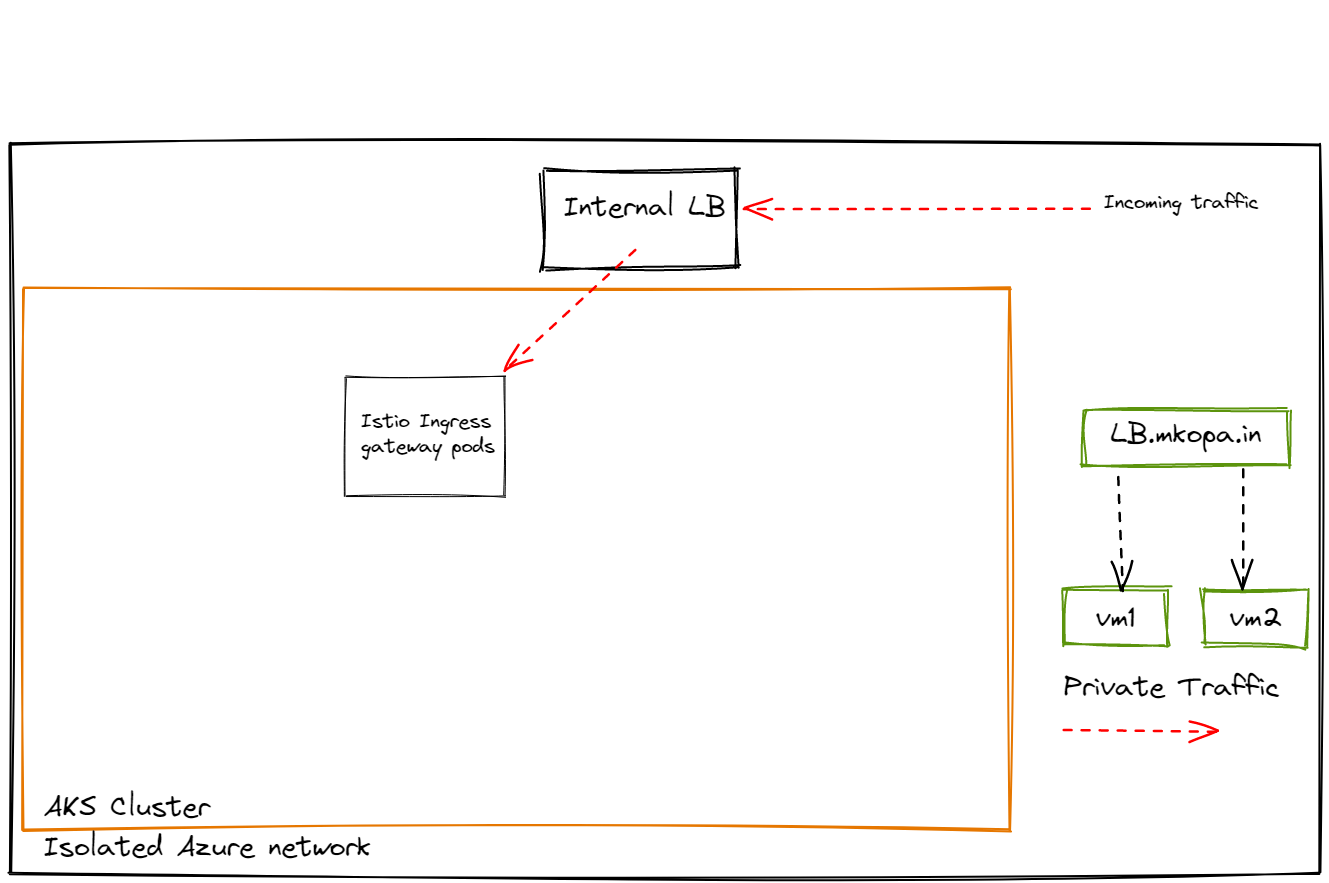 Internal LB
Incoming traffic
Istio Ingress
gateway pods
LB.mkopa.in
vm1
vm2
Private Traffic
AKS Cluster
Isolated Azure network